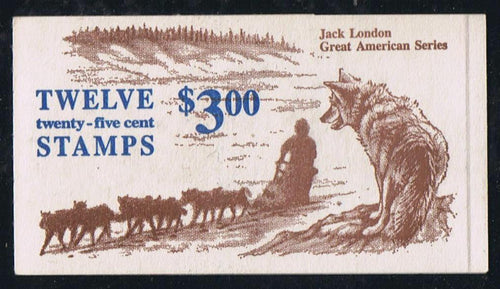 Jack London
Great American Series
TWELVE
twenty-five cent
STAMPS
$3.00